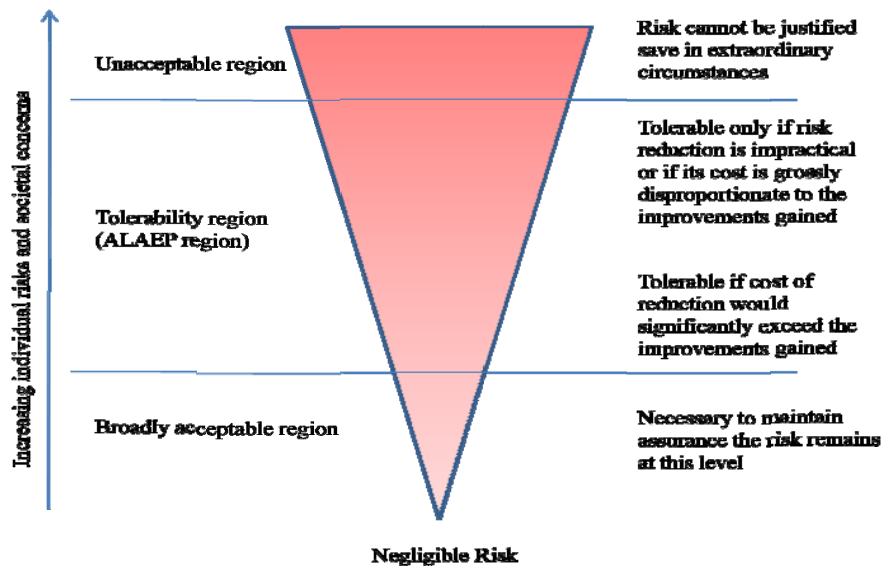 Increasing individual risks and societal concerns
Unacceptable region
Risk cannot be justified
save in extraordinary
circumstances
Tolerability region
(ALAEP region)
Tolerable only if risk
reduction is impractical
or if its cost is grossly
disproportionate to the
improvements gained
Tolerable if cost of
reduction would
significantly exceed the
improvements gained
Broadly acceptable region
Necessary to maintain
assurance the risk remains
at this level
Negligible Risk